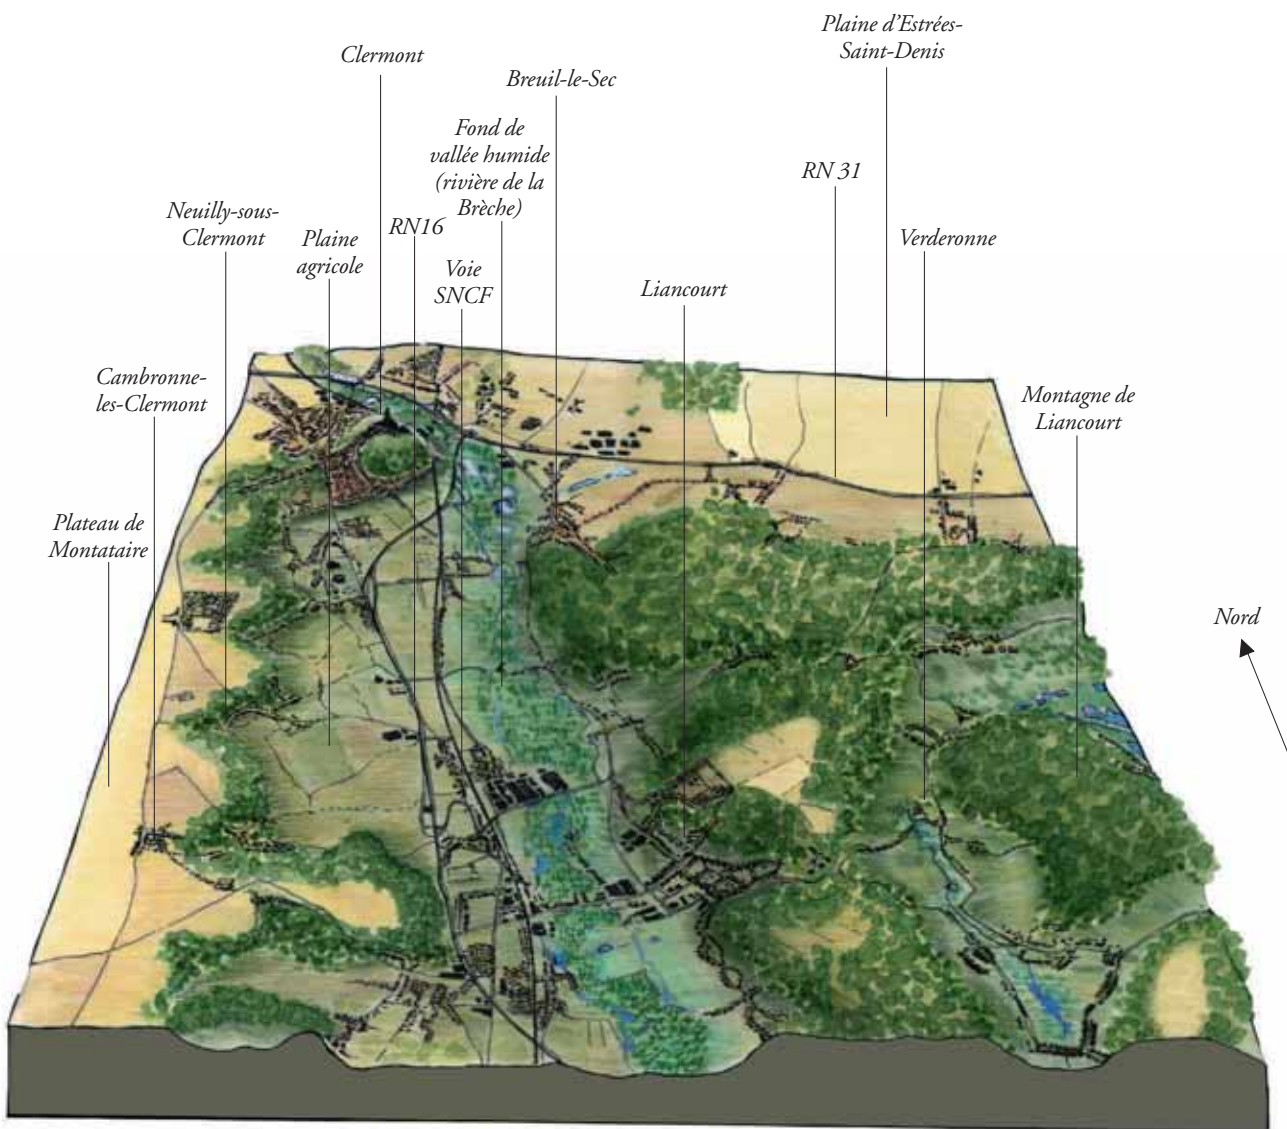 Plaine d'Estrées-
Saint-Denis
Clermont
Breuil-le-Sec
Fond de
vallée humide
(rivière de la
Brèche)
RN 31
Neuilly-sous-
Clermont
Plaine
agricole
RN16
Verderonne
Voie
SNCF
Liancourt
Cambronne-
les-Clermont
Montagne de
Liancourt
Plateau de
Montataire
Nord